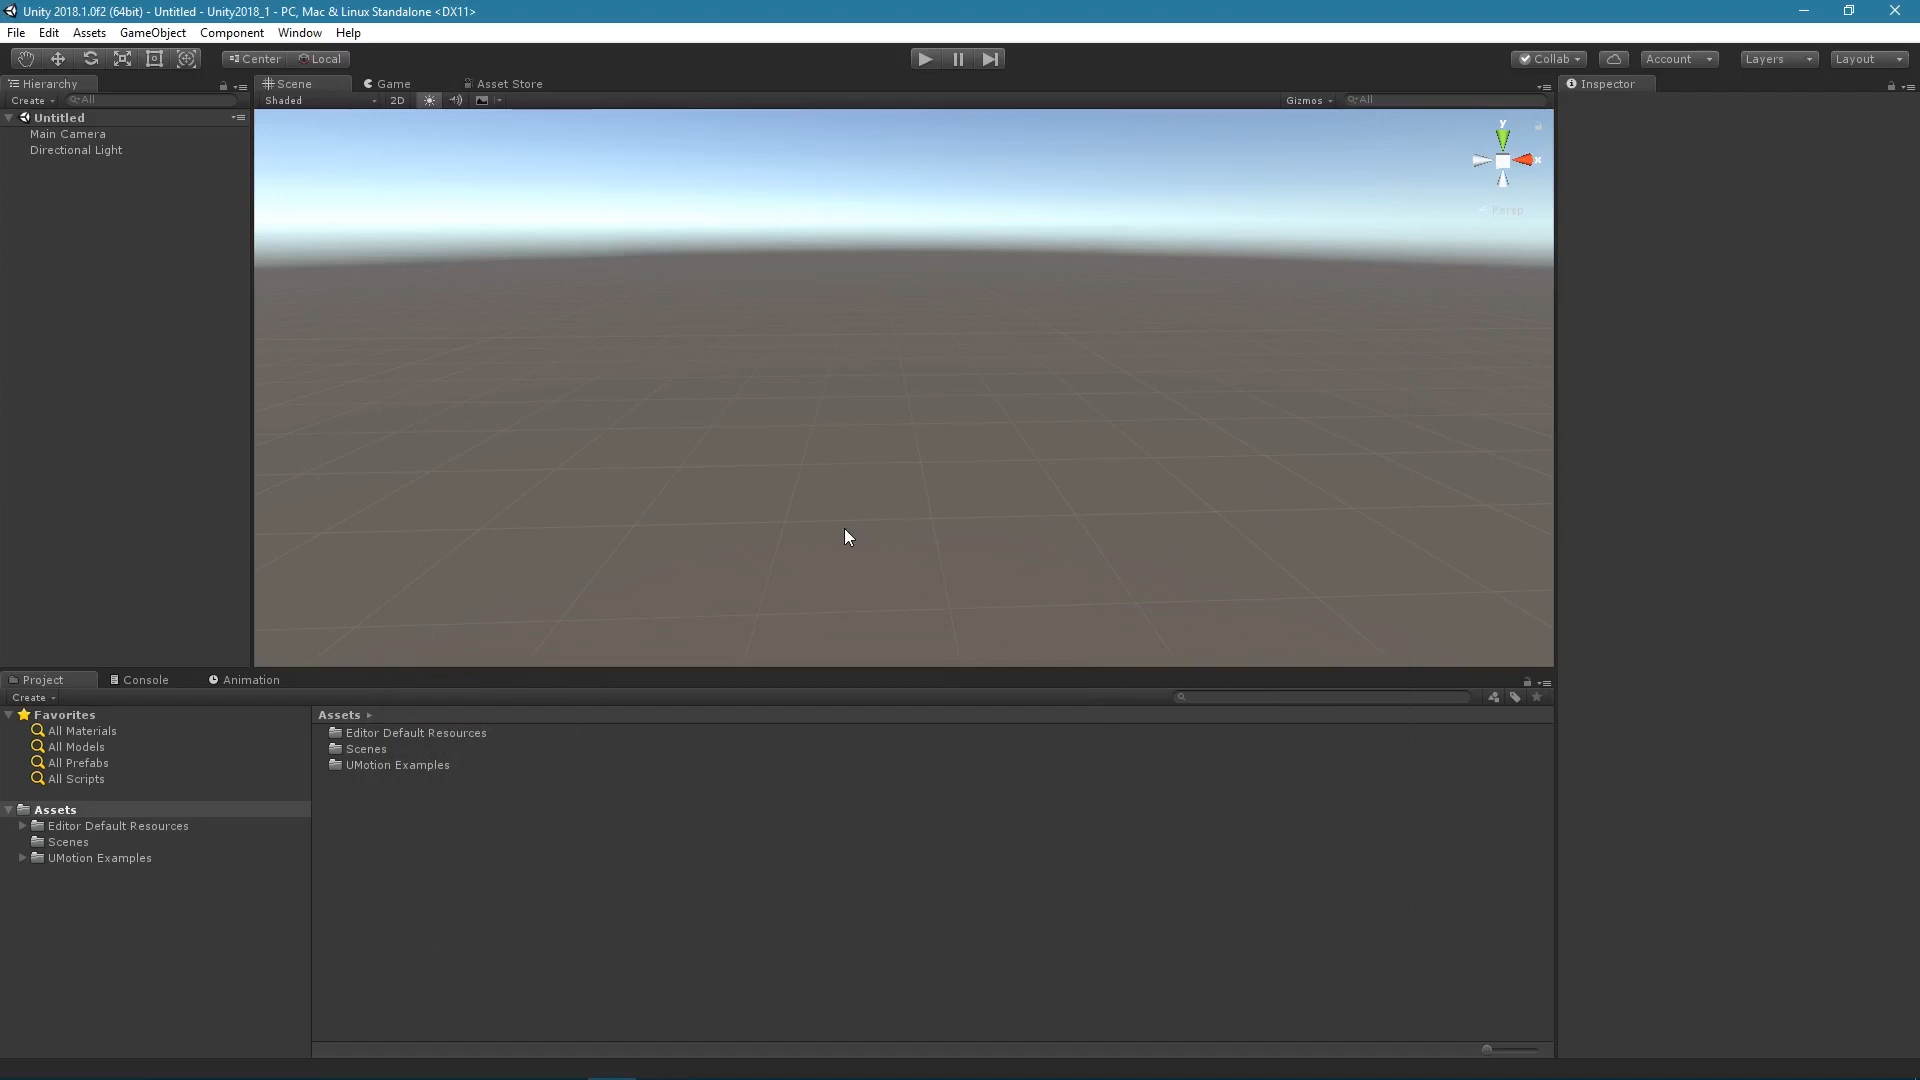 Unity 2018.1.0f2 (64bit) - Untitled - Unity2018_1 - PC, Mac & Linux Standalone <DX11>
File Edit Assets GameObject Component Window Help
Center Local Collab Account Layers Layout
Hierarchy Scene Game Asset Store Inspector
Create All Shaded 2D Gizmos All
Untitled
Main Camera
Directional Light
y
x
Persp
Project Console Animation
Create
Favorites
All Materials
All Models
All Prefabs
All Scripts
Assets
Editor Default Resources
Scenes
UMotion Examples
Assets
Editor Default Resources
Scenes
UMotion Examples